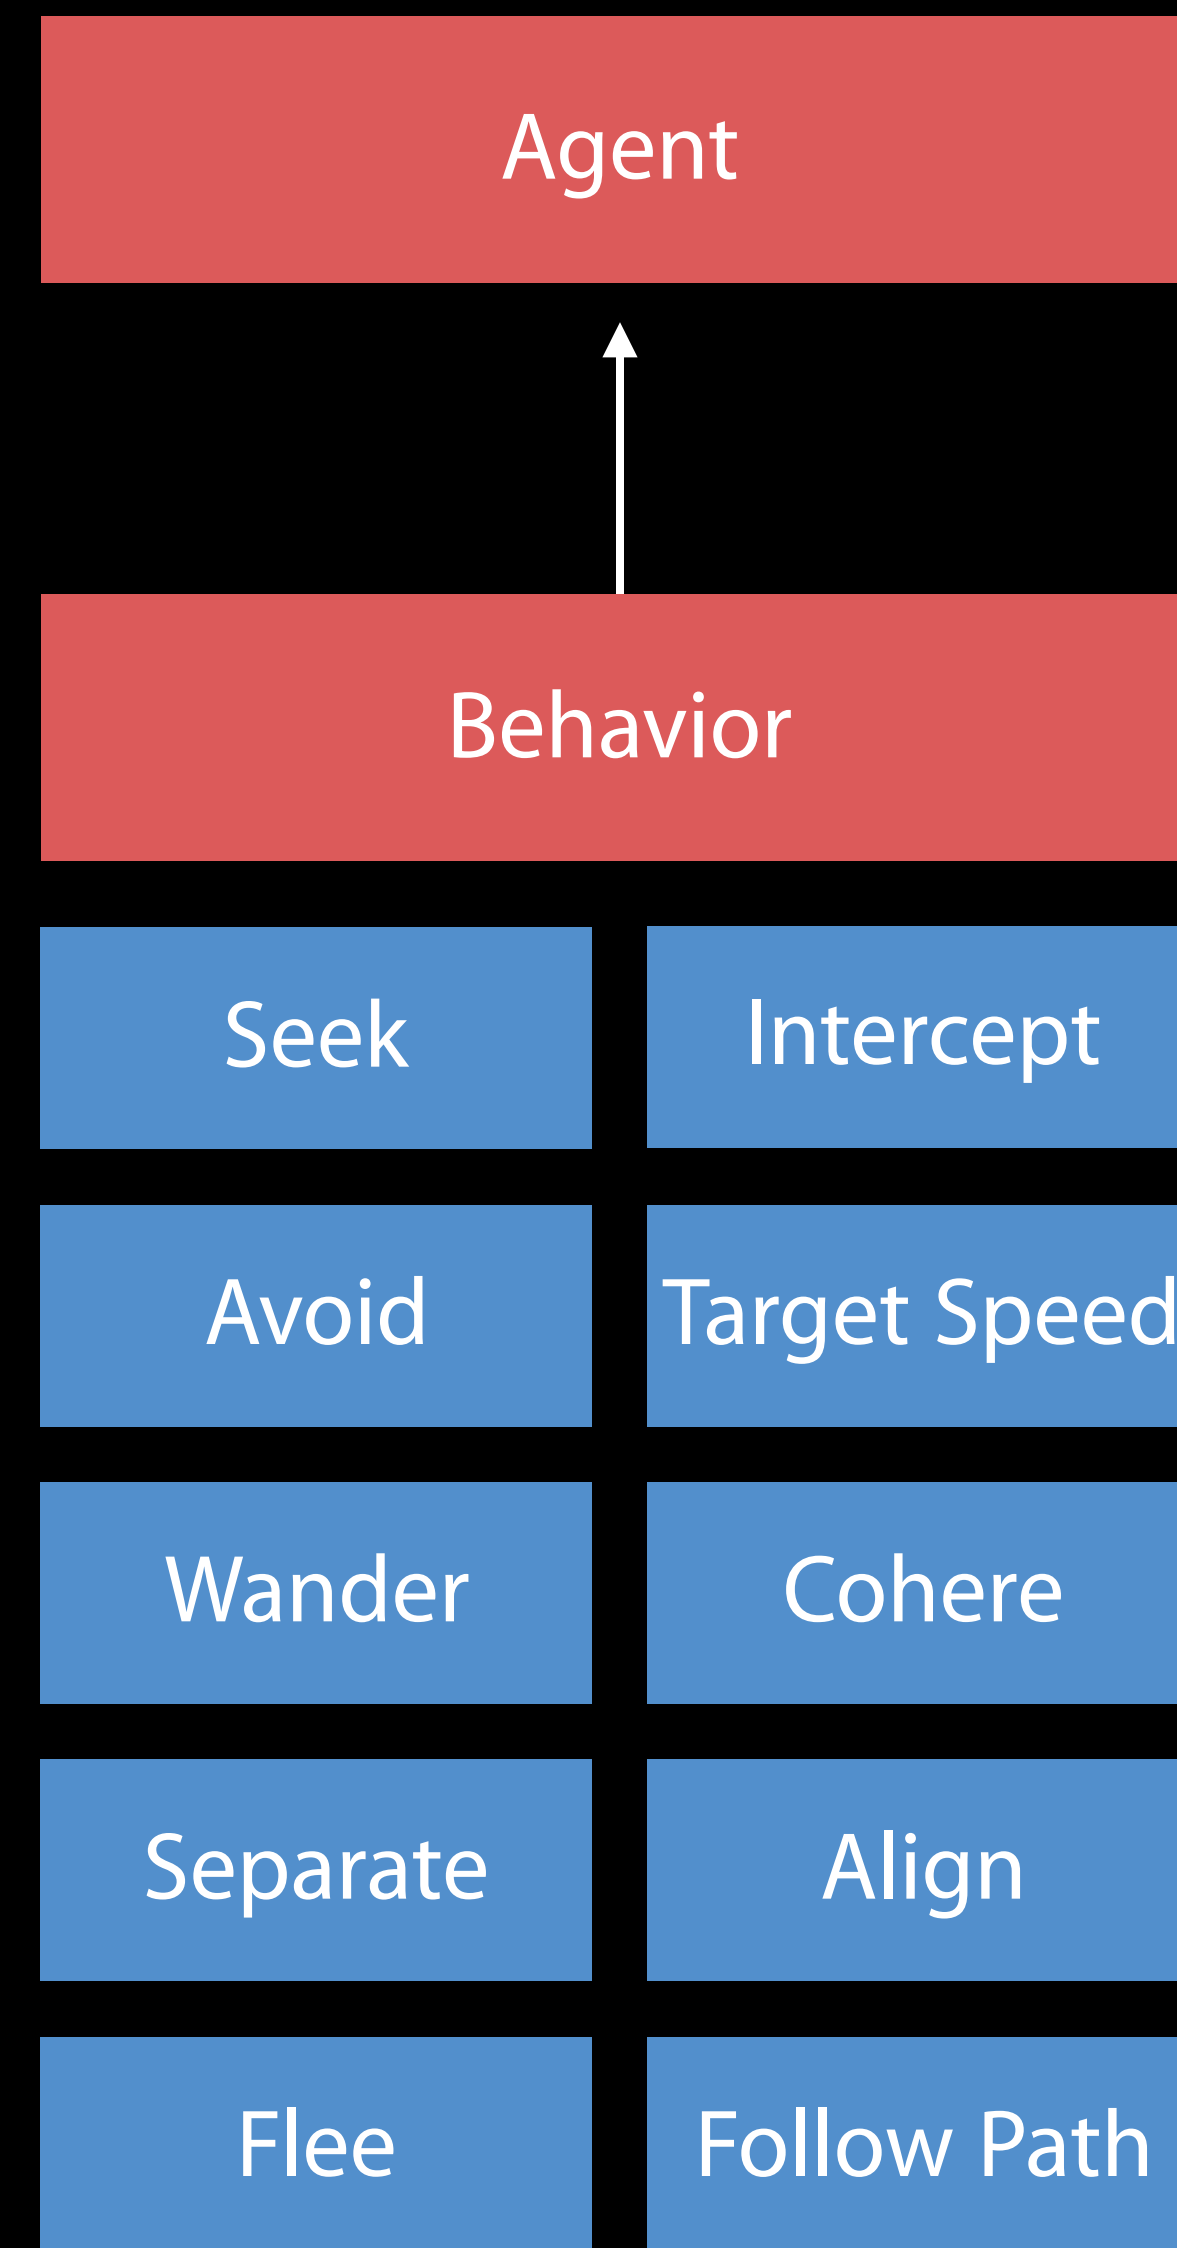 Agent
Behavior
Seek
Intercept
Avoid
Target Speed
Wander
Cohere
Separate
Align
Flee
Follow Path